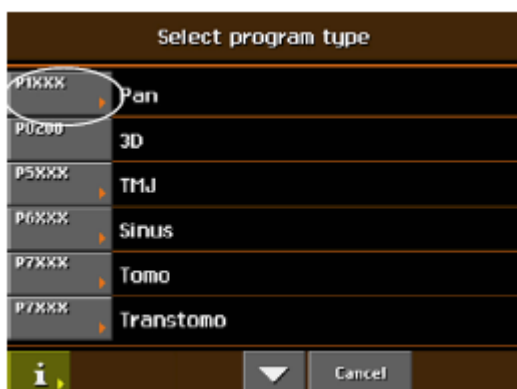 Select program type
P1XXX Pan
P0200 3D
P5XXX TMJ
P6XXX Sinus
P7XXX Tomo
P7XXX Transtomo
i Cancel